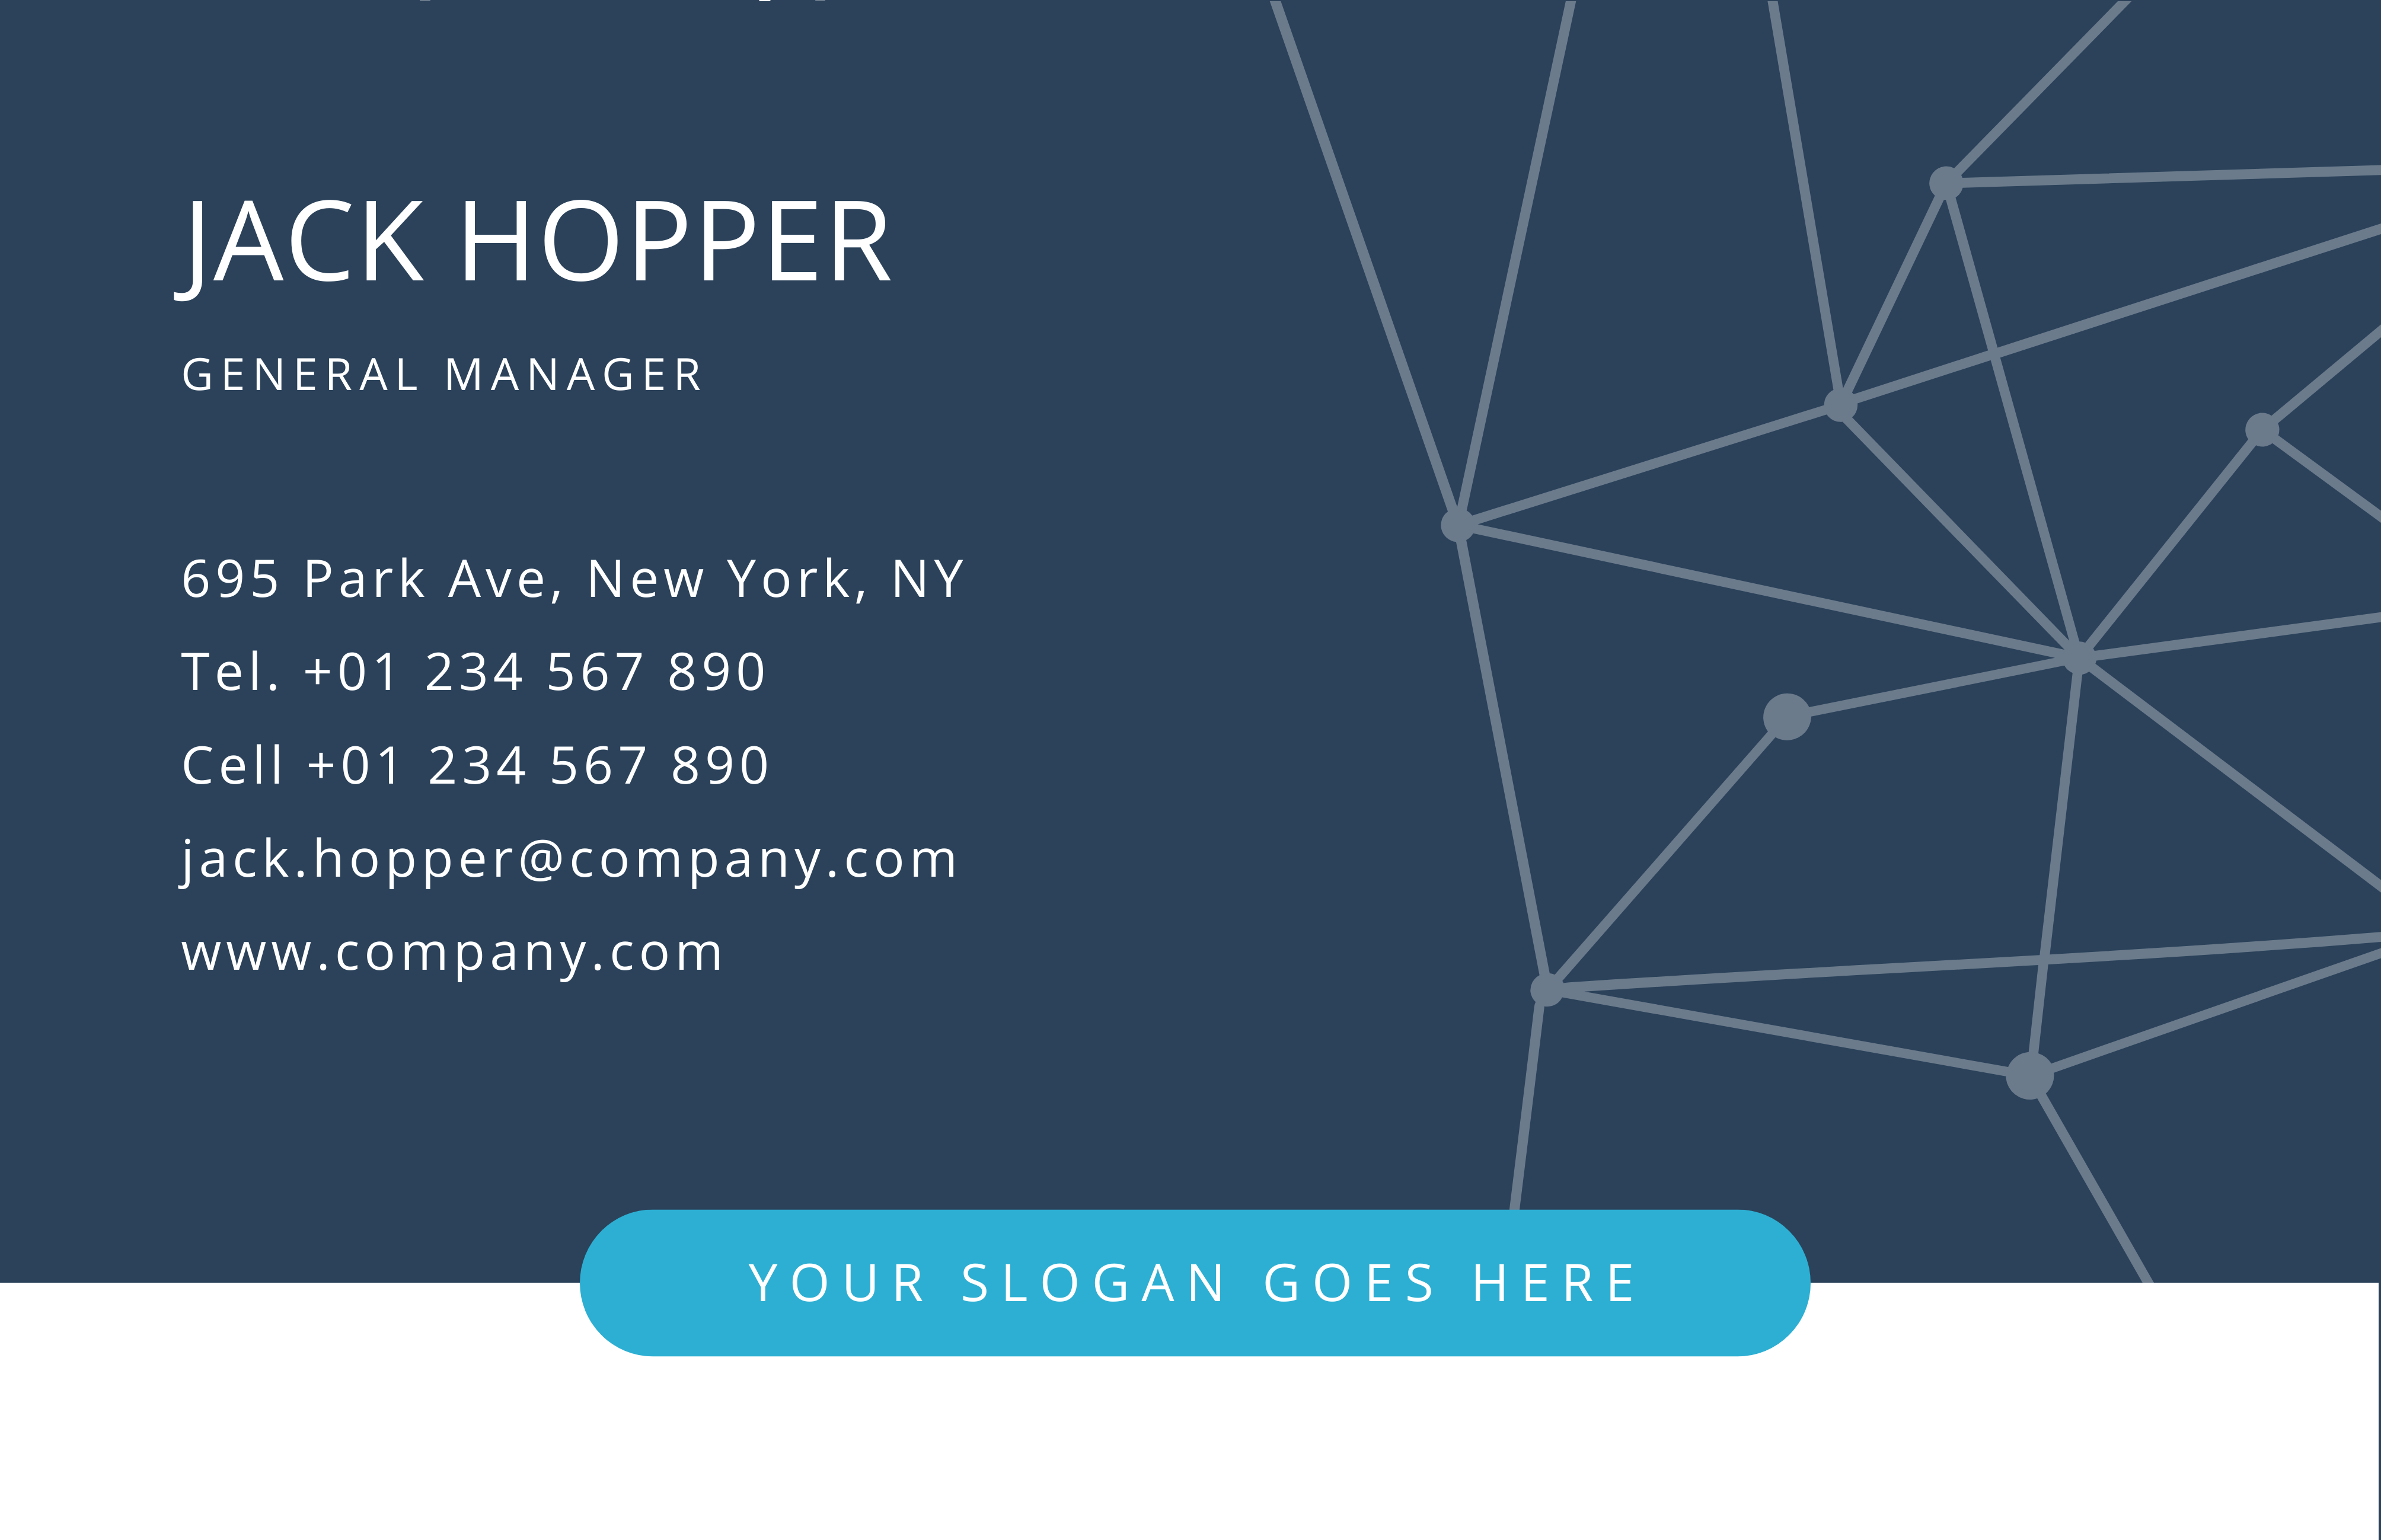 JACK HOPPER
GENERAL MANAGER
695 Park Ave, New York, NY
Tel. +01 234 567 890
Cell +01 234 567 890
jack.hopper@company.com
www.company.com
YOUR SLOGAN GOES HERE